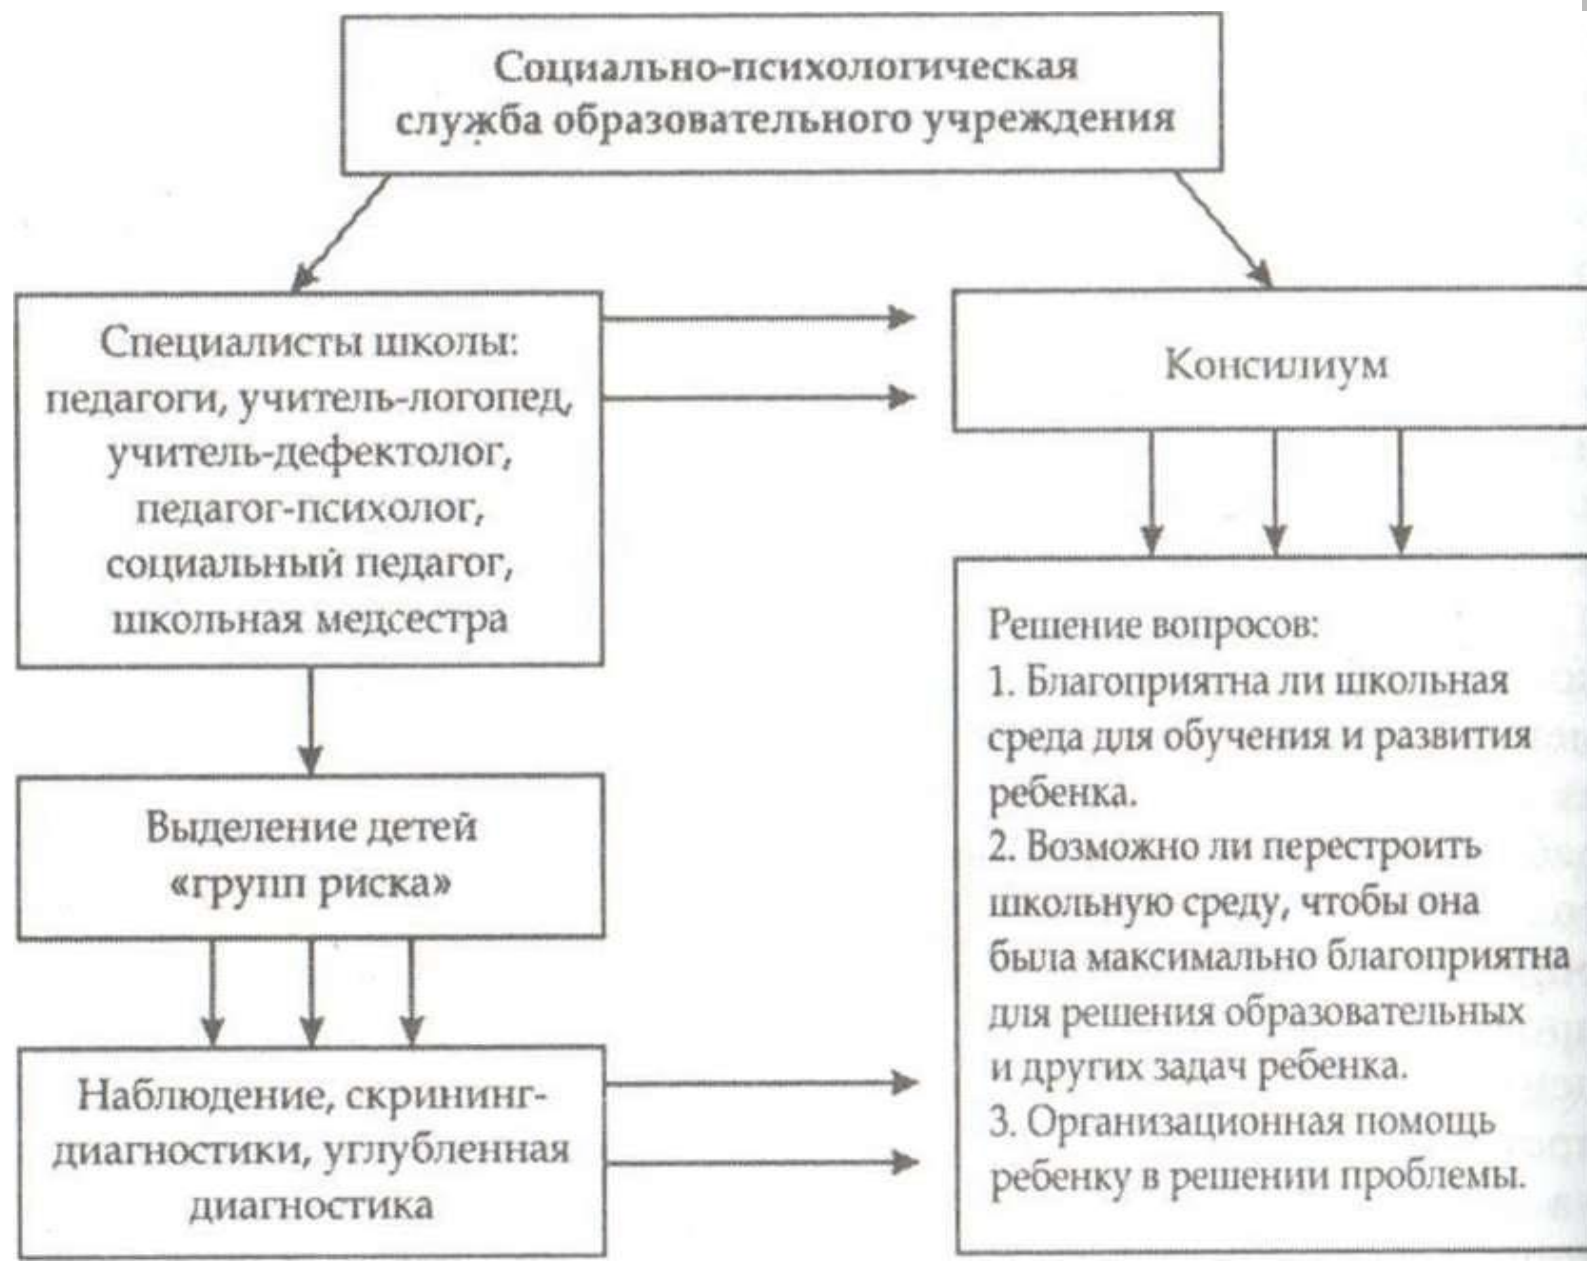 Социально-психологическая
служба образовательного учреждения
Специалисты школы:
педагоги, учитель-логопед,
учитель-дефектолог,
педагог-психолог,
социальный педагог,
школьная медсестра
Консилиум
Выделение детей
«групп риска»
Наблюдение, скрининг-
диагностики, углубленная
диагностика
Решение вопросов:
1. Благоприятна ли школьная
среда для обучения и развития
ребенка.
2. Возможно ли перестроить
школьную среду, чтобы она
была максимально благоприятна
для решения образовательных
и других задач ребенка.
3. Организационная помощь
ребенку в решении проблемы.